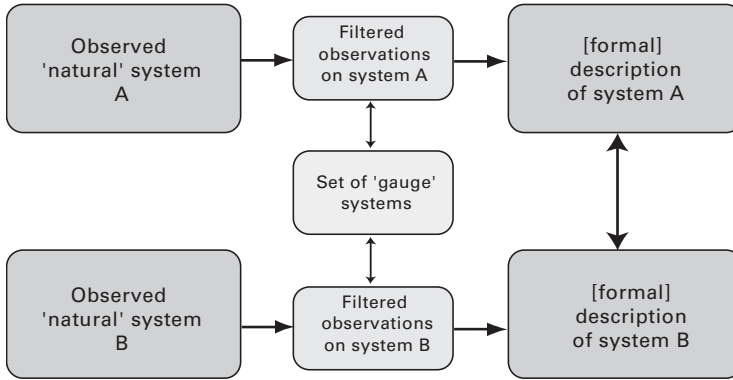 Observed
'natural' system
A
Filtered
observations
on system A
[formal]
description
of system A
Set of 'gauge'
systems
Observed
'natural' system
B
Filtered
observations
on system B
[formal]
description
of system B